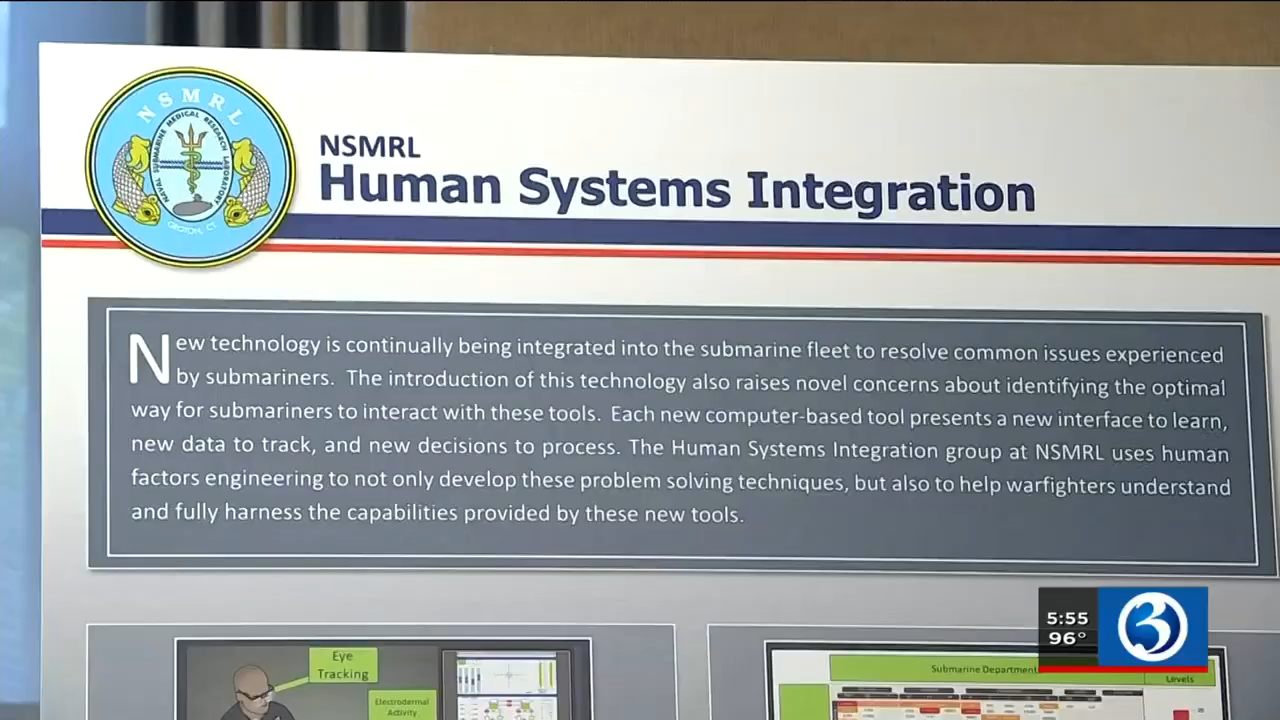 NSMRL
NAVAL SUBMARINE MEDICAL RESEARCH LABORATORY
GROTON, CT
NSMRL
Human Systems Integration
New technology is continually being integrated into the submarine fleet to resolve common issues experienced
by submariners. The introduction of this technology also raises novel concerns about identifying the optimal
way for submariners to interact with these tools. Each new computer-based tool presents a new interface to learn,
new data to track, and new decisions to process. The Human Systems Integration group at NSMRL uses human
factors engineering to not only develop these problem solving techniques, but also to help warfighters understand
and fully harness the capabilities provided by these new tools.
Eye
Tracking
Electrodermal
Activity
Submarine Department
Levels
5:55
96°
3